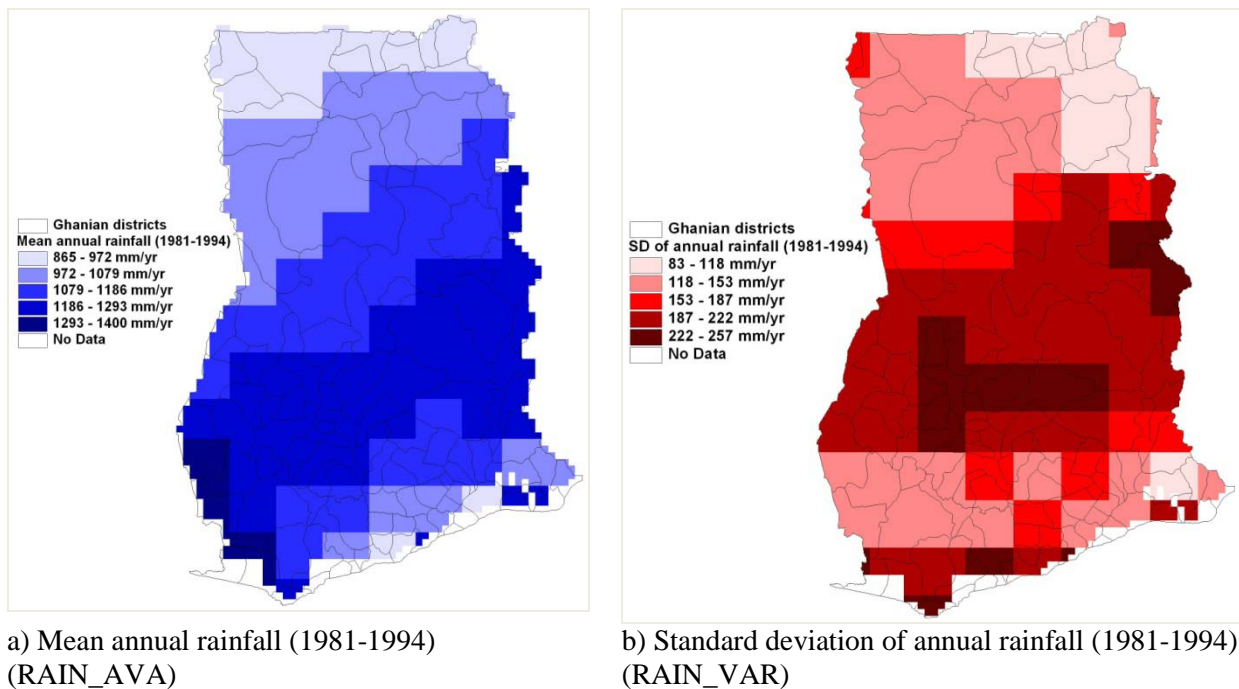 Ghanian districts
Mean annual rainfall (1981-1994)
865 - 972 mm/yr
972 - 1079 mm/yr
1079 - 1186 mm/yr
1186 - 1293 mm/yr
1293 - 1400 mm/yr
No Data
a) Mean annual rainfall (1981-1994)
(RAIN_AVA)
Ghanian districts
SD of annual rainfall (1981-1994)
83 - 118 mm/yr
118 - 153 mm/yr
153 - 187 mm/yr
187 - 222 mm/yr
222 - 257 mm/yr
No Data
b) Standard deviation of annual rainfall (1981-1994)
(RAIN_VAR)